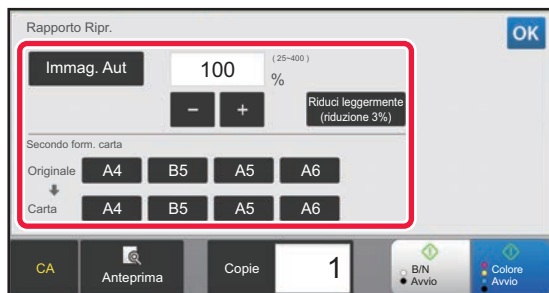 Rapporto Ripr.
OK
Immag. Aut
100
(25~400)
%
−
+
Riduci leggermente
(riduzione 3%)
Secondo form. carta
Originale A4 B5 A5 A6
Carta A4 B5 A5 A6
CA
Anteprima
Copie
1
B/N
Avvio
Colore
Avvio